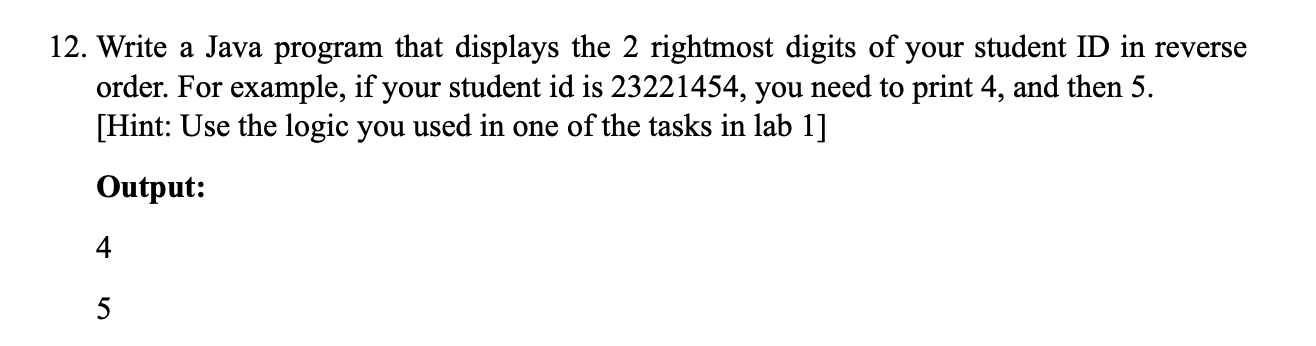 12. Write a Java program that displays the 2 rightmost digits of your student ID in reverse
order. For example, if your student id is 23221454, you need to print 4, and then 5.
[Hint: Use the logic you used in one of the tasks in lab 1]
Output:
4
5